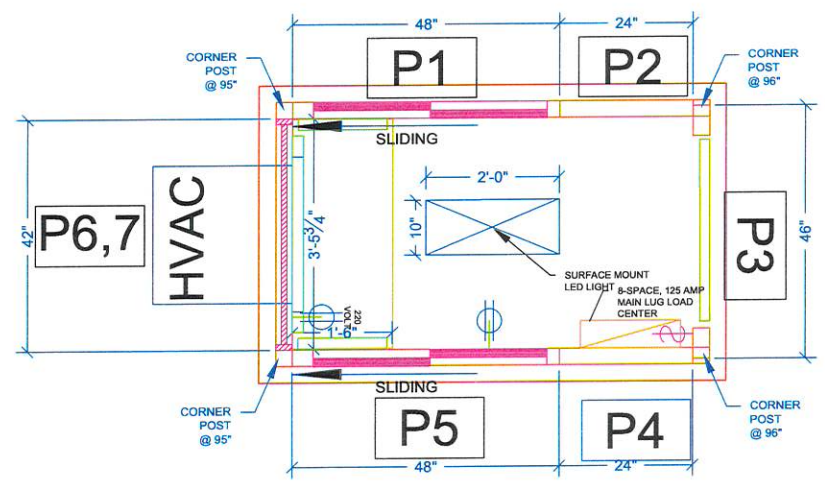 48"
24"
CORNER
POST
@ 95"
P1
P2
CORNER
POST
@ 96"
SLIDING
2'-0"
10"
42"
P6,7
HVAC
3'-5 3/4"
46"
P3
SURFACE MOUNT
LED LIGHT
8-SPACE, 125 AMP
MAIN LUG LOAD
CENTER
220
VOLT
1'-6"
SLIDING
CORNER
POST
@ 95"
P5
P4
CORNER
POST
@ 96"
48"
24"